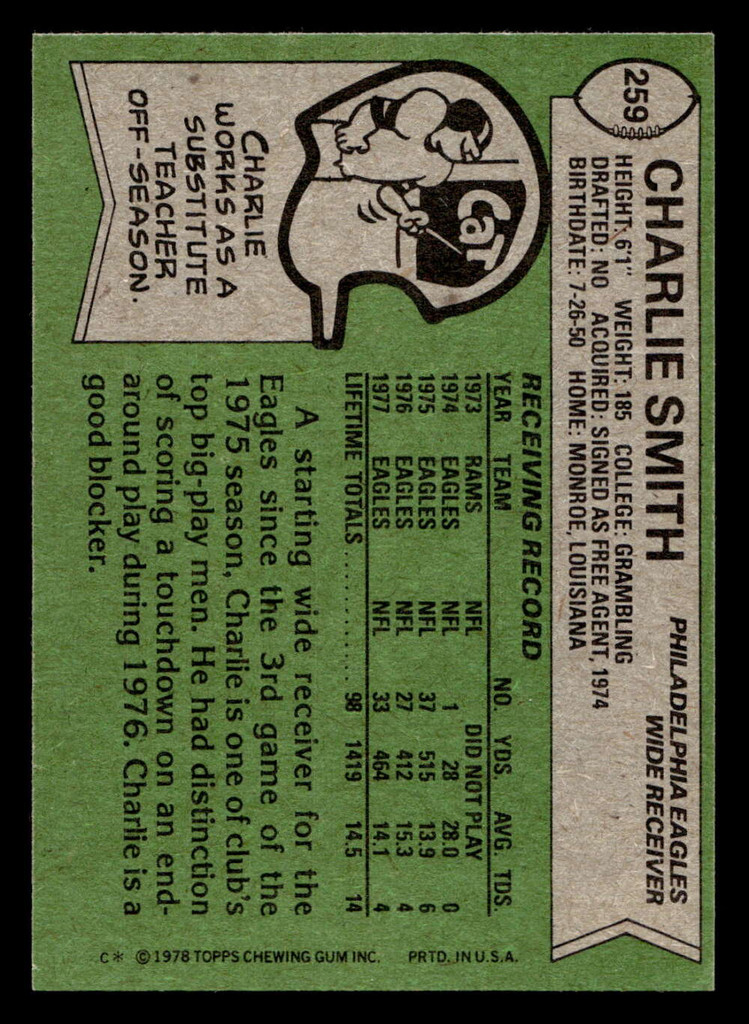 259
CHARLIE SMITH
PHILADELPHIA EAGLES
WIDE RECEIVER
HEIGHT: 6'1" WEIGHT: 185 COLLEGE: GRAMBLING
DRAFTED: NO ACQUIRED: SIGNED AS FREE AGENT, 1974
BIRTHDATE: 7-26-50 HOME: MONROE, LOUISIANA
CaT
CHARLIE
WORKS AS A
SUBSTITUTE
TEACHER
OFF-SEASON.
RECEIVING RECORD
YEAR TEAM NO. YDS. AVG. TDS.
1973 RAMS NFL DID NOT PLAY
1974 EAGLES NFL 1 28 28.0 0
1975 EAGLES NFL 37 515 13.9 6
1976 EAGLES NFL 27 412 15.3 4
1977 EAGLES NFL 33 464 14.1 4
LIFETIME TOTALS .......... 98 1419 14.5 14
A starting wide receiver for the
Eagles since the 3rd game of the
1975 season, Charlie is one of club's
top big-play men. He had distinction
of scoring a touchdown on an end-
around play during 1976. Charlie is a
good blocker.
C* © 1978 TOPPS CHEWING GUM INC. PRTD. IN U.S.A.